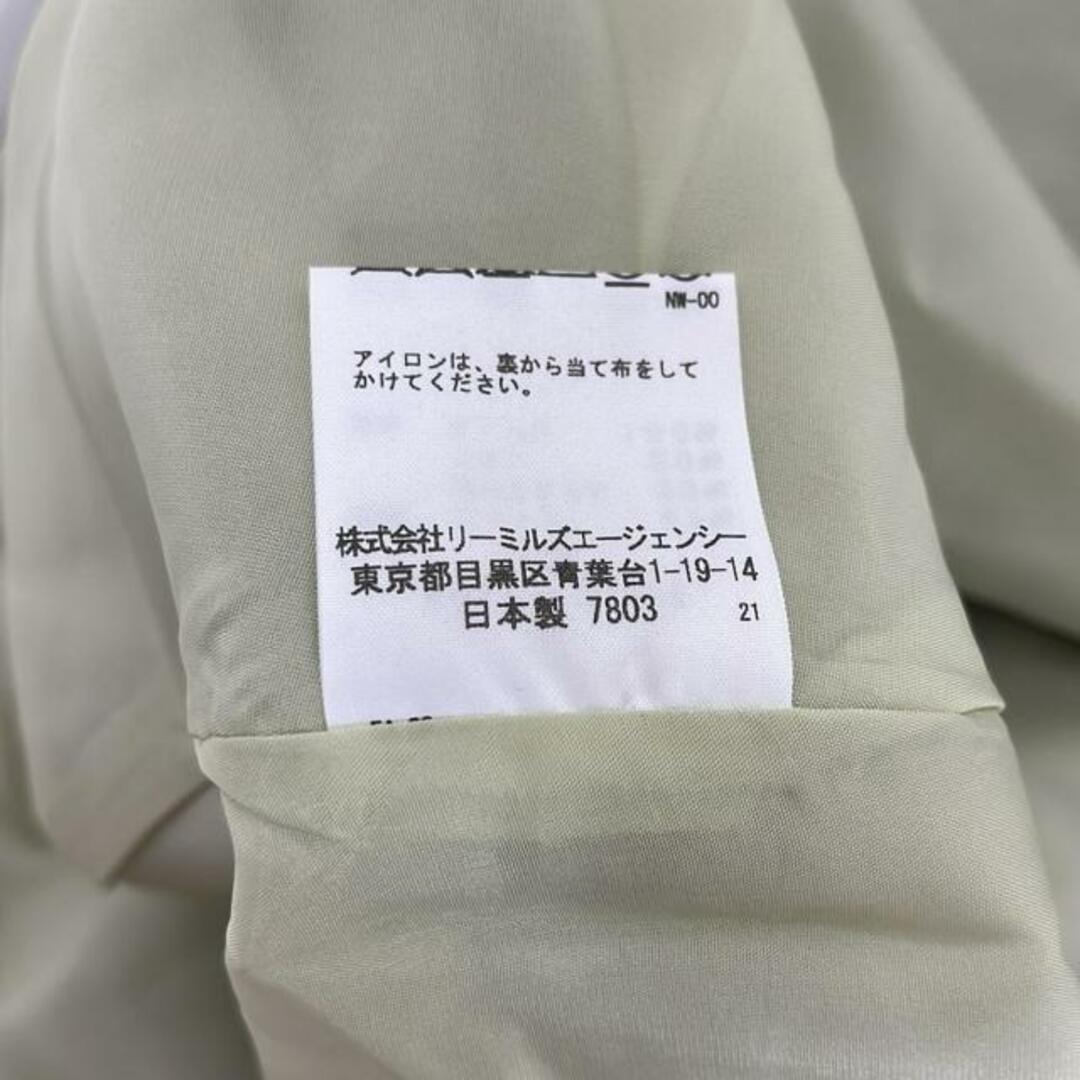 NW-00
アイロンは、裏から当て布をして
かけてください。
株式会社リーミルズエージェンシー
東京都目黒区青葉台1-19-14
日本製 7803 21